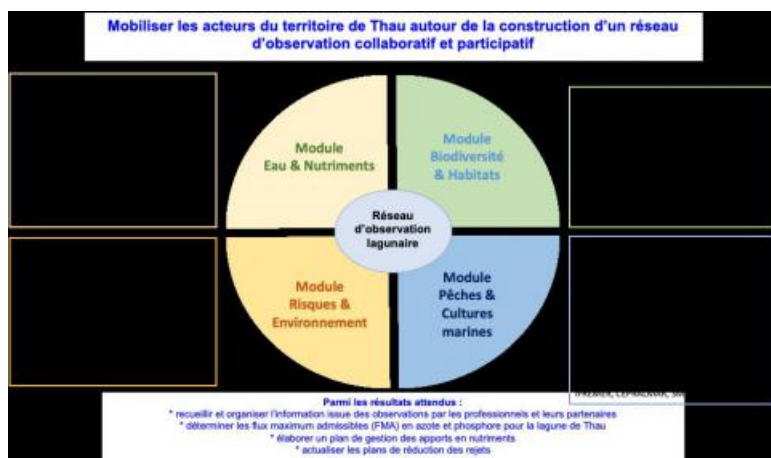 Mobiliser les acteurs du territoire de Thau autour de la construction d'un réseau
d'observation collaboratif et participatif
Module
Eau & Nutriments
Module
Biodiversité
& Habitats
Réseau
d'observation
lagunaire
Module
Risques &
Environnement
Module
Pêches &
Cultures
marines
IFREMER, CEPRALMAR, SM
Parmi les résultats attendus :
* recueillir et organiser l'information issue des observations par les professionnels et leurs partenaires
* déterminer les flux maximum admissibles (FMA) en azote et phosphore pour la lagune de Thau
* élaborer un plan de gestion des apports en nutriments
* actualiser les plans de réduction des rejets